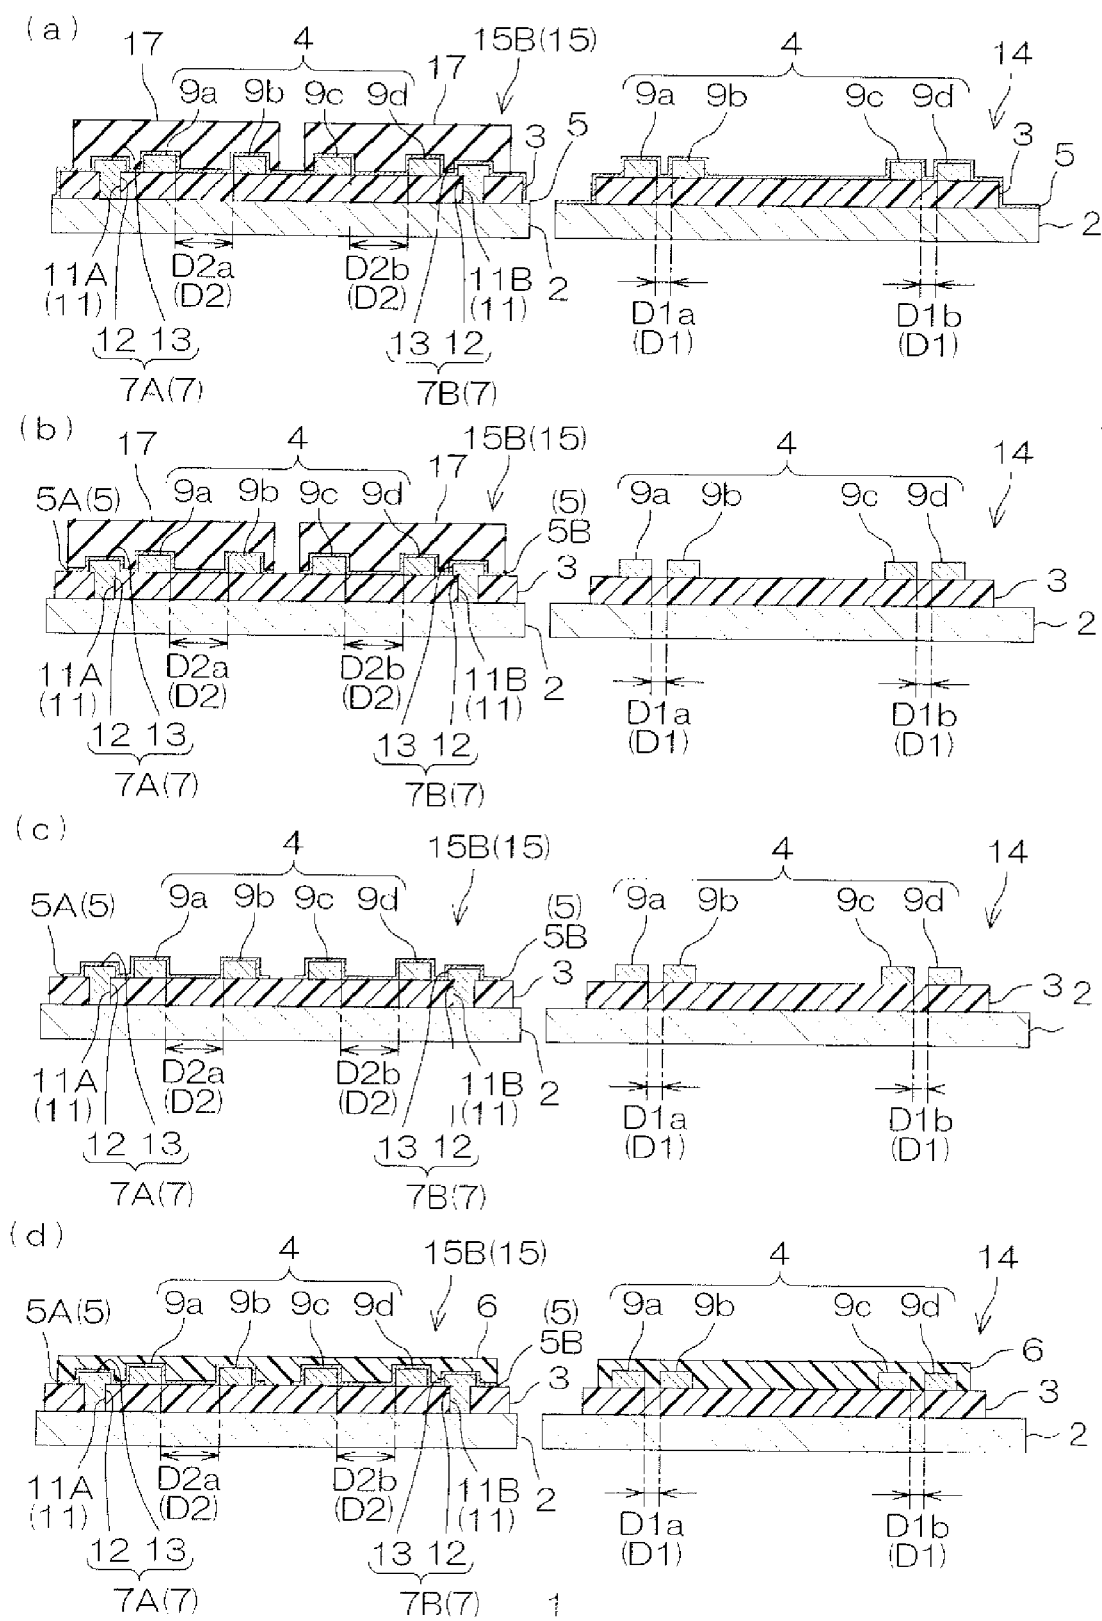 (a)
4
15B(15)
4
14
17
17
9a 9b 9c 9d
9a 9b
9c 9d
5
3
3
5
2
11A
(11)
D2a
(D2)
D2b
(D2)
11B
(11)
2
12 13
13 12
D1a
(D1)
D1b
(D1)
7A(7)
7B(7)
(b)
17
4
17
15B(15)
4
14
5A(5)
9a 9b 9c 9d
(5)
5B
9a 9b
9c 9d
3
3
2
11A
(11)
D2a
(D2)
D2b
(D2)
11B
(11)
2
12 13
13 12
D1a
(D1)
D1b
(D1)
7A(7)
7B(7)
(c)
4
15B(15)
4
14
5A(5)
9a 9b 9c 9d
(5)
5B
9a 9b
9c 9d
3
3 2
11A
(11)
D2a
(D2)
D2b
(D2)
11B
(11)
2
12 13
13 12
D1a
(D1)
D1b
(D1)
7A(7)
7B(7)
(d)
4
15B(15)
4
14
5A(5)
9a 9b 9c 9d
6
(5)
5B
9a 9b
9c 9d
6
3
3
2
11A
(11)
D2a
(D2)
D2b
(D2)
11B
(11)
2
12 13
13 12
D1a
(D1)
D1b
(D1)
7A(7)
7B(7)
1